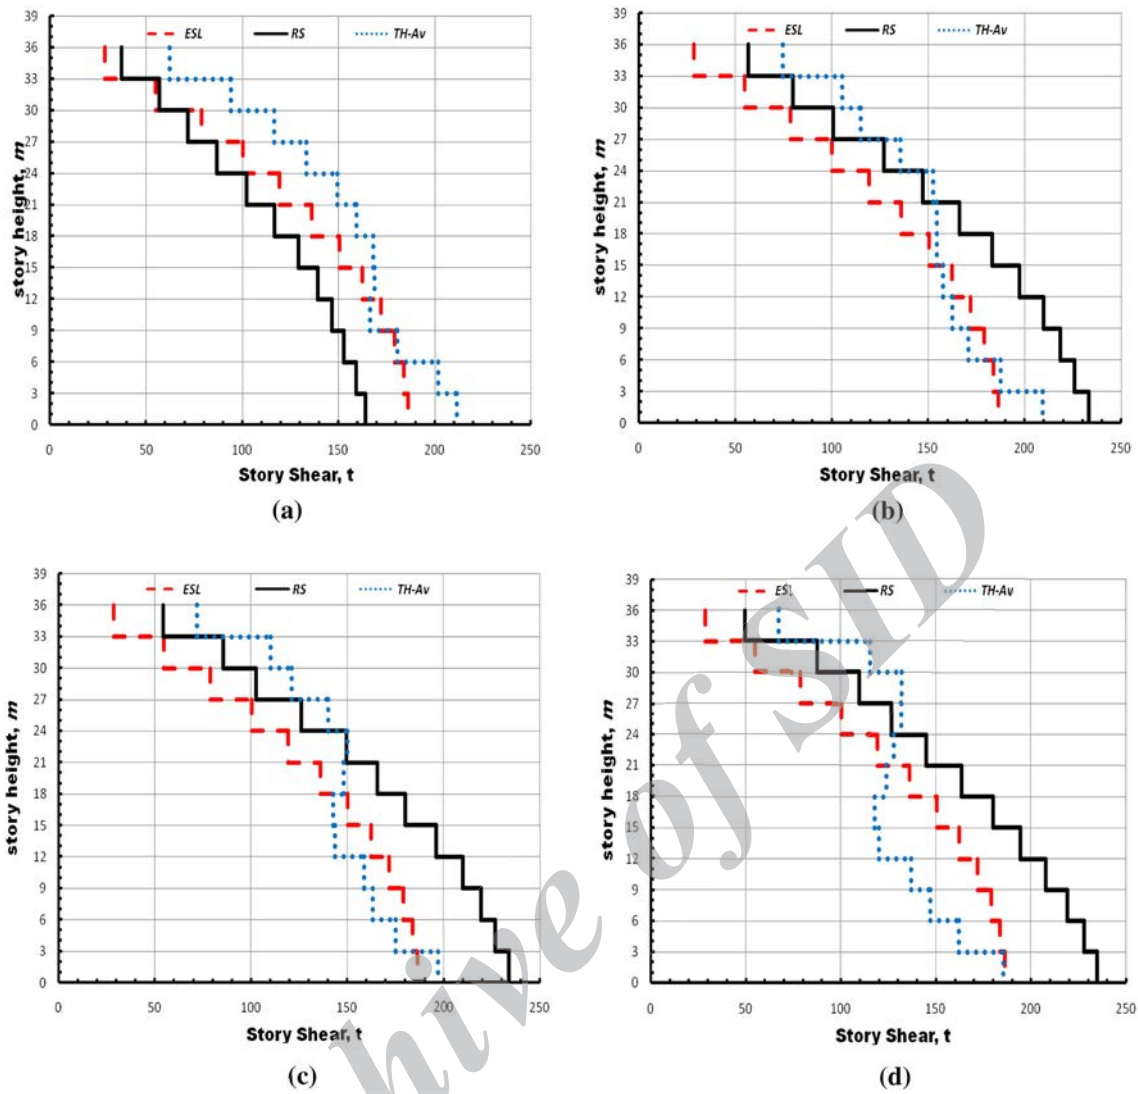 39
36
33
30
27
24
21
18
15
12
9
6
3
0
story height, m
ESL RS TH-Av
0 50 100 150 200 250
Story Shear, t
(a)
39
36
33
30
27
24
21
18
15
12
9
6
3
0
story height, m
ESL RS TH-Av
0 50 100 150 200 250
Story Shear, t
(b)
39
36
33
30
27
24
21
18
15
12
9
6
3
0
story height, m
ESL RS TH-Av
0 50 100 150 200 250
Story Shear, t
(c)
39
36
33
30
27
24
21
18
15
12
9
6
3
0
story height, m
ESL RS TH-Av
0 50 100 150 200 250
Story Shear, t
(d)
hive of SID